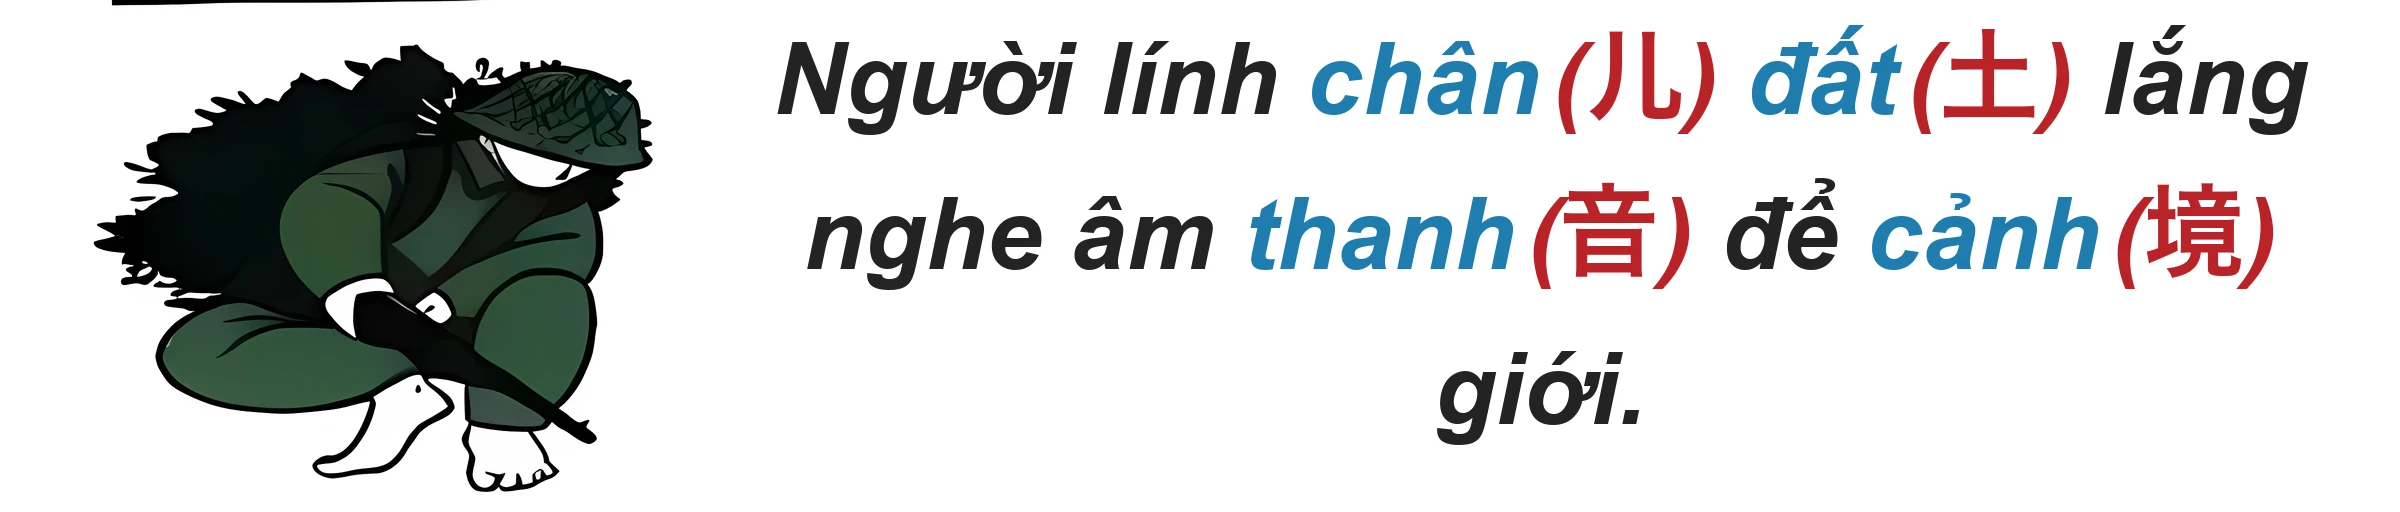 Người lính chân(儿) đất(土) lắng
nghe âm thanh(音) để cảnh(境)
giới.